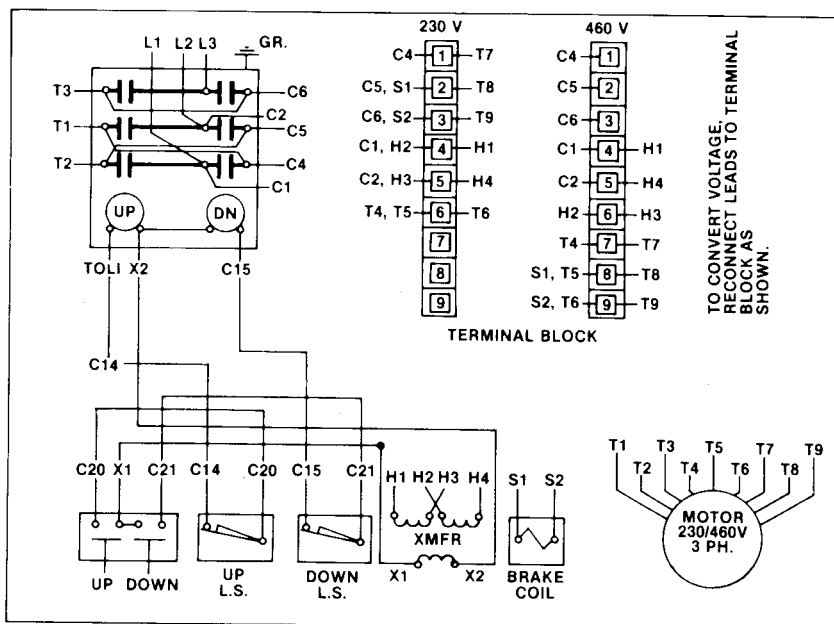 L1 L2 L3 GR.
T3 C6
C2
T1 C5
T2 C4
C1
UP DN
TOLI X2 C15
C14
230 V
C4 1 T7
C5, S1 2 T8
C6, S2 3 T9
C1, H2 4 H1
C2, H3 5 H4
T4, T5 6 T6
7
8
9
460 V
C4 1
C5 2
C6 3
C1 4 H1
C2 5 H4
H2 6 H3
T4 7 T7
S1, T5 8 T8
S2, T6 9 T9
TERMINAL BLOCK
TO CONVERT VOLTAGE,
RECONNECT LEADS TO TERMINAL
BLOCK AS
SHOWN.
C20 X1 C21 C14 C20 C15 C21
UP DOWN
UP
L.S.
DOWN
L.S.
H1 H2 H3 H4
XMFR
X1 X2
S1 S2
BRAKE
COIL
T1 T2 T3 T4 T5 T6 T7 T8 T9
MOTOR
230/460V
3 PH.